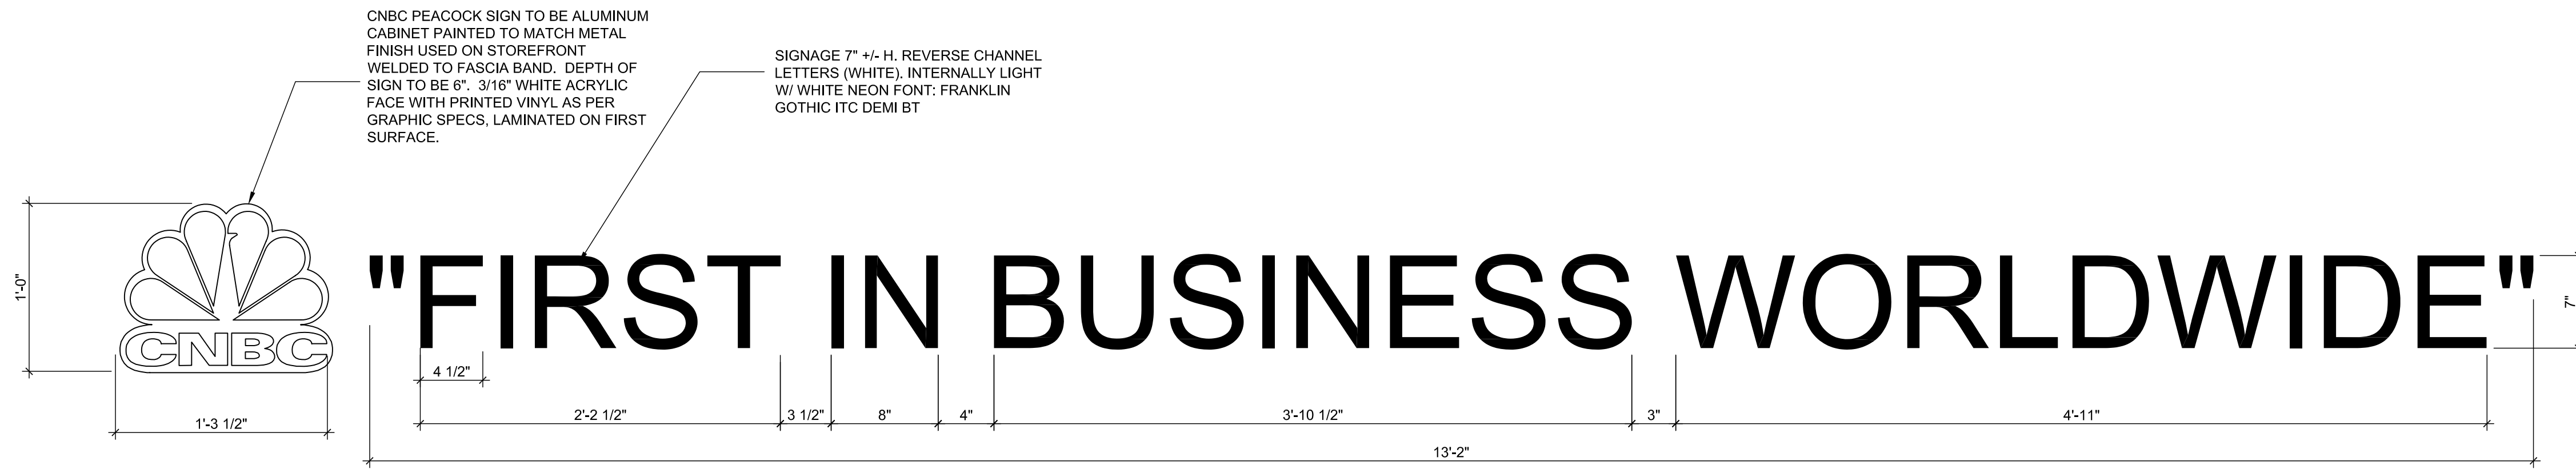 CNBC PEACOCK SIGN TO BE ALUMINUM
CABINET PAINTED TO MATCH METAL
FINISH USED ON STOREFRONT
WELDED TO FASCIA BAND.  DEPTH OF
SIGN TO BE 6".  3/16" WHITE ACRYLIC
FACE WITH PRINTED VINYL AS PER
GRAPHIC SPECS, LAMINATED ON FIRST
SURFACE.
SIGNAGE 7" +/- H. REVERSE CHANNEL
LETTERS (WHITE). INTERNALLY LIGHT
W/ WHITE NEON FONT: FRANKLIN
GOTHIC ITC DEMI BT
1'-0"
CNBC
"FIRST IN BUSINESS WORLDWIDE"
7"
4 1/2"
1'-3 1/2"
2'-2 1/2"
3 1/2"
8"
4"
3'-10 1/2"
3"
4'-11"
13'-2"